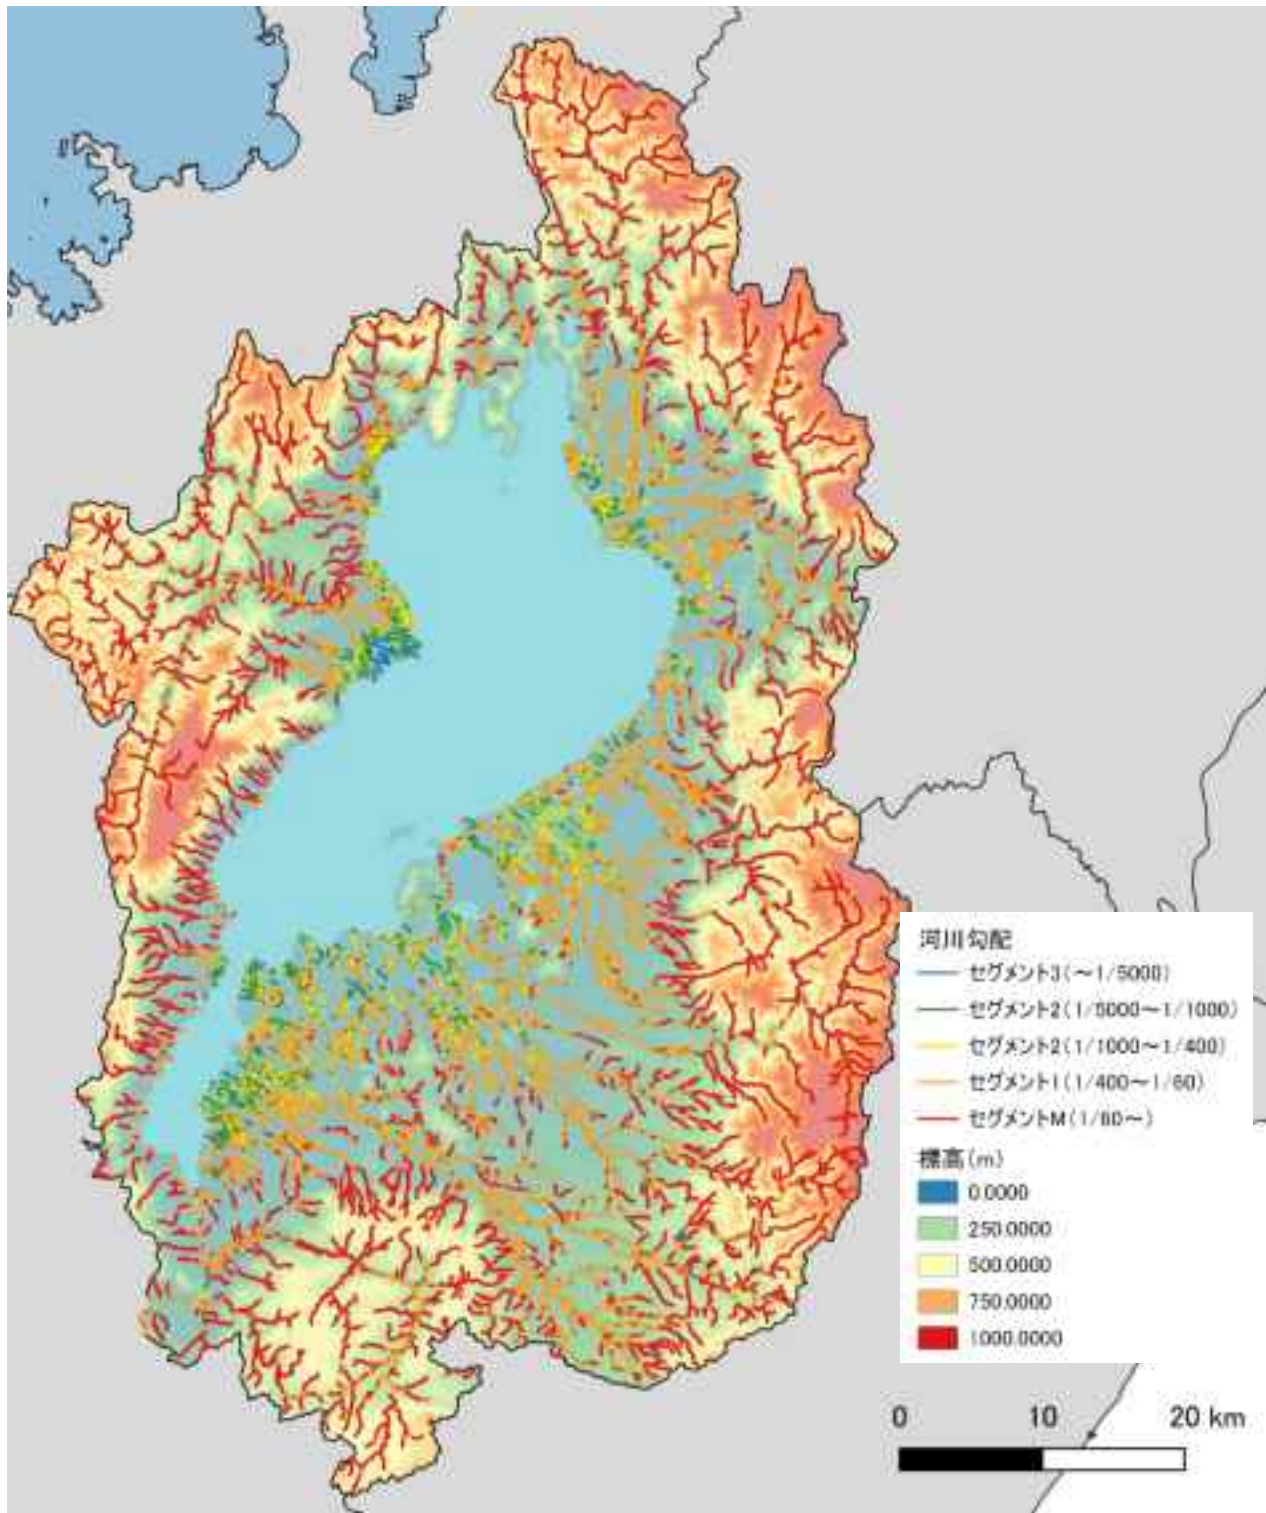 河川勾配
セグメント3(~1/5000)
セグメント2(1/5000~1/1000)
セグメント2(1/1000~1/400)
セグメント1(1/400~1/60)
セグメントM(1/60~)
標高(m)
0.0000
250.0000
500.0000
750.0000
1000.0000
0 10 20 km